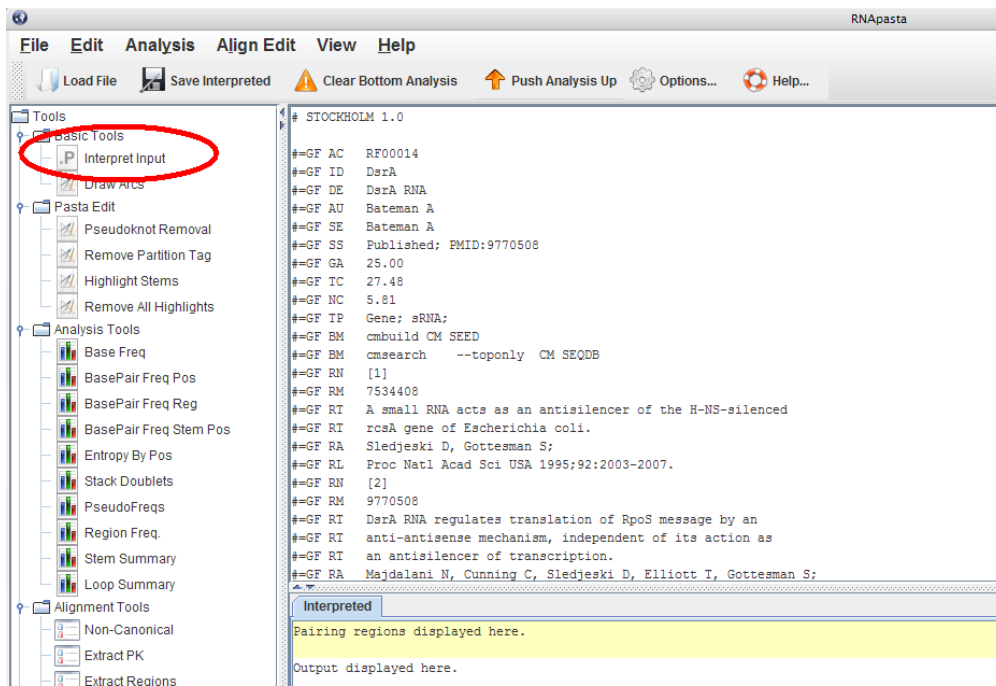 RNApasta
File Edit Analysis Align Edit View Help
Load File Save Interpreted Clear Bottom Analysis Push Analysis Up Options... Help...
Tools
Basic Tools
.P Interpret Input
Draw Arcs
Pasta Edit
Pseudoknot Removal
Remove Partition Tag
Highlight Stems
Remove All Highlights
Analysis Tools
Base Freq
BasePair Freq Pos
BasePair Freq Reg
BasePair Freq Stem Pos
Entropy By Pos
Stack Doublets
PseudoFreqs
Region Freq.
Stem Summary
Loop Summary
Alignment Tools
Non-Canonical
Extract PK
Extract Regions
# STOCKHOLM 1.0
#=GF AC RF00014
#=GF ID DsrA
#=GF DE DsrA RNA
#=GF AU Bateman A
#=GF SE Bateman A
#=GF SS Published; PMID:9770508
#=GF GA 25.00
#=GF TC 27.48
#=GF NC 5.81
#=GF TP Gene; sRNA;
#=GF BM cmbuild CM SEED
#=GF BM cmsearch --toponly CM SEQDB
#=GF RN [1]
#=GF RM 7534408
#=GF RT A small RNA acts as an antisilencer of the H-NS-silenced
#=GF RT rcsA gene of Escherichia coli.
#=GF RA Sledjeski D, Gottesman S;
#=GF RL Proc Natl Acad Sci USA 1995;92:2003-2007.
#=GF RN [2]
#=GF RM 9770508
#=GF RT DsrA RNA regulates translation of RpoS message by an
#=GF RT anti-antisense mechanism, independent of its action as
#=GF RT an antisilencer of transcription.
#=GF RA Majdalani N, Cunning C, Sledjeski D, Elliott T, Gottesman S;
Interpreted
Pairing regions displayed here.
Output displayed here.